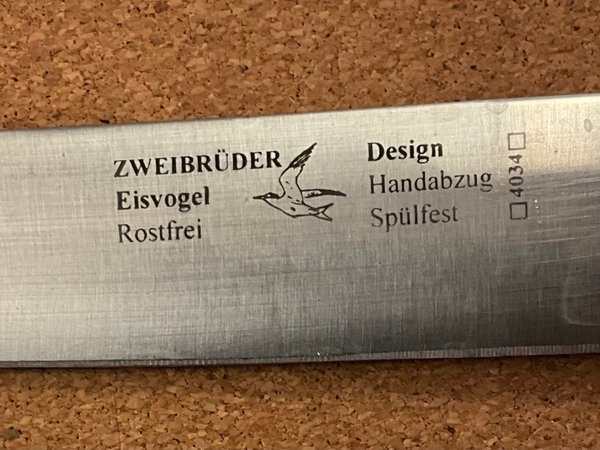 ZWEIBRÜDER
Eisvogel
Rostfrei
Design
Handabzug
Spülfest
□4034□